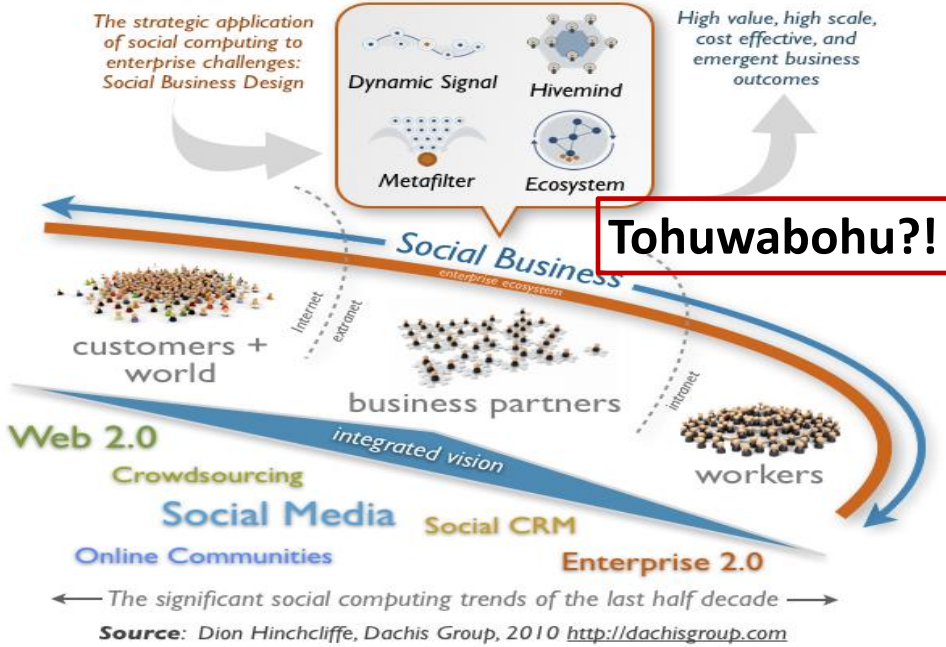 The strategic application
of social computing to
enterprise challenges:
Social Business Design
Dynamic Signal
Hivemind
Metafilter
Ecosystem
High value, high scale,
cost effective, and
emergent business
outcomes
Tohuwabohu?!
Social Business
enterprise ecosystem
Internet
extranet
intranet
customers +
world
business partners
workers
integrated vision
Web 2.0
Crowdsourcing
Social Media
Social CRM
Online Communities
Enterprise 2.0
The significant social computing trends of the last half decade
Source: Dion Hinchcliffe, Dachis Group, 2010 http://dachisgroup.com